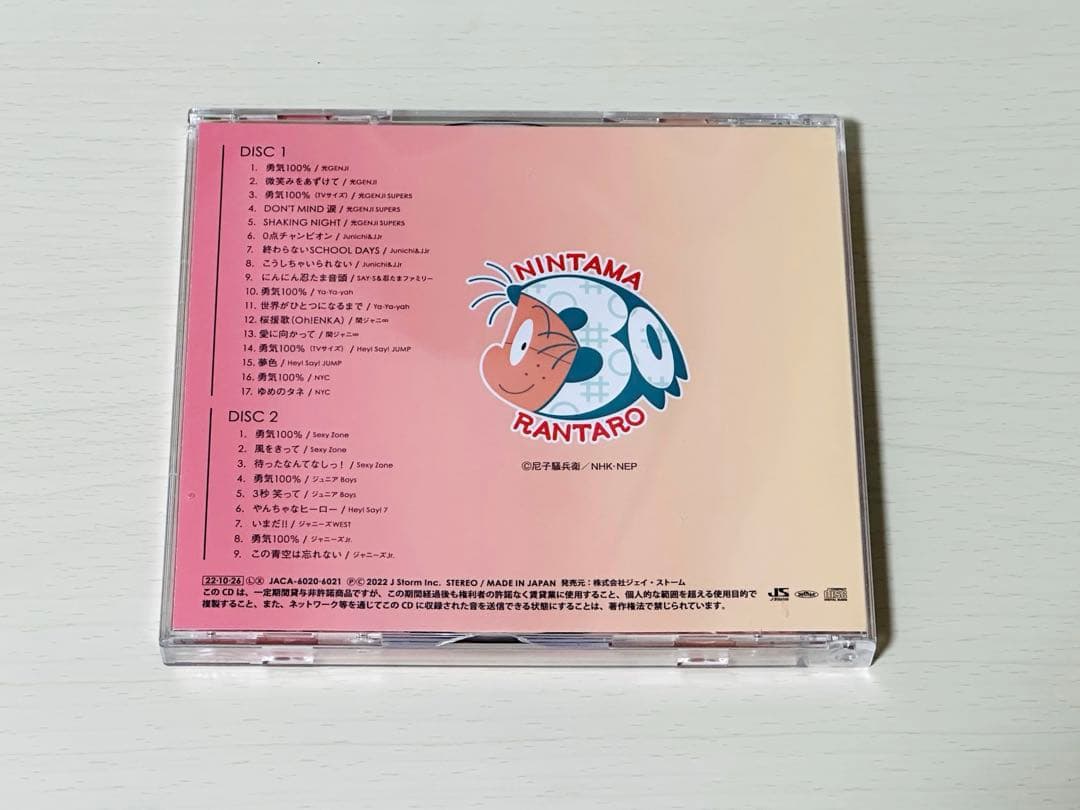 DISC 1
1. 勇気100% / 光GENJI
2. 微笑みをあずけて / 光GENJI
3. 勇気100%(TVサイズ)/ 光GENJI SUPER5
4. DON'T MIND 涙 / 光GENJI SUPER5
5. SHAKING NIGHT / 光GENJI SUPER5
6. 0点チャンピオン / Junichi&JJr
7. 終わらないSCHOOL DAYS / Junichi&JJr
8. こうしちゃいられない / Junichi&JJr
9. にんにん忍たま音頭 / SAY・S&忍たまファミリー
10. 勇気100% / Ya-Ya-yah
11. 世界がひとつになるまで / Ya-Ya-yah
12. 桜援歌(Oh!ENKA)/ 関ジャニ∞
13. 愛に向かって / 関ジャニ∞
14. 勇気100%(TVサイズ)/ Hey! Say! JUMP
15. 夢色 / Hey! Say! JUMP
16. 勇気100% / NYC
17. ゆめのタネ / NYC
DISC 2
1. 勇気100% / Sexy Zone
2. 風をきって / Sexy Zone
3. 待ったなんてなしっ! / Sexy Zone
4. 勇気100% / ジュニア Boys
5. 3秒 笑って / ジュニア Boys
6. やんちゃなヒーロー / Hey! Say! 7
7. いまだ!! / ジャニーズWEST
8. 勇気100% / ジャニーズJr.
9. この青空は忘れない / ジャニーズJr.
NINTAMA
30
RANTARO
©尼子騒兵衛/NHK・NEP
22・10・26 Ⓛ Ⓧ JACA-6020-6021 ℗© 2022 J Storm Inc. STEREO / MADE IN JAPAN 発売元:株式会社ジェイ・ストーム
このCDは、一定期間貸与非許諾商品ですが、この期間経過後も権利者の許諾なく賃貸業に使用すること、個人的な範囲を超える使用目的で
複製すること、また、ネットワーク等を通じてこのCDに収録された音を送信できる状態にすることは、著作権法で禁じられています。
JS